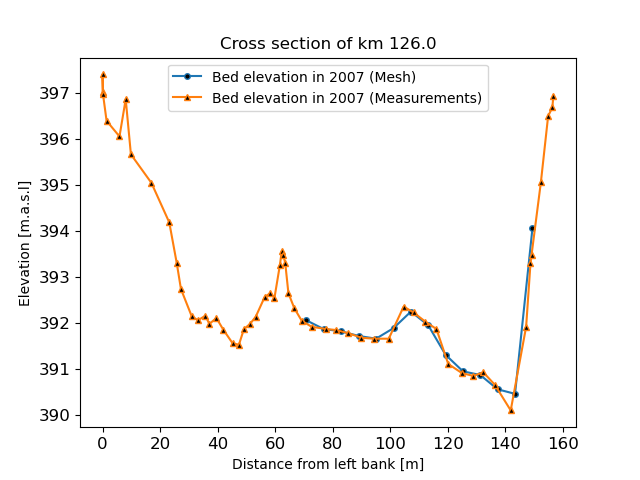 Cross section of km 126.0
Bed elevation in 2007 (Mesh)
Bed elevation in 2007 (Measurements)
Elevation [m.a.s.l]
397
396
395
394
393
392
391
390
0 20 40 60 80 100 120 140 160
Distance from left bank [m]